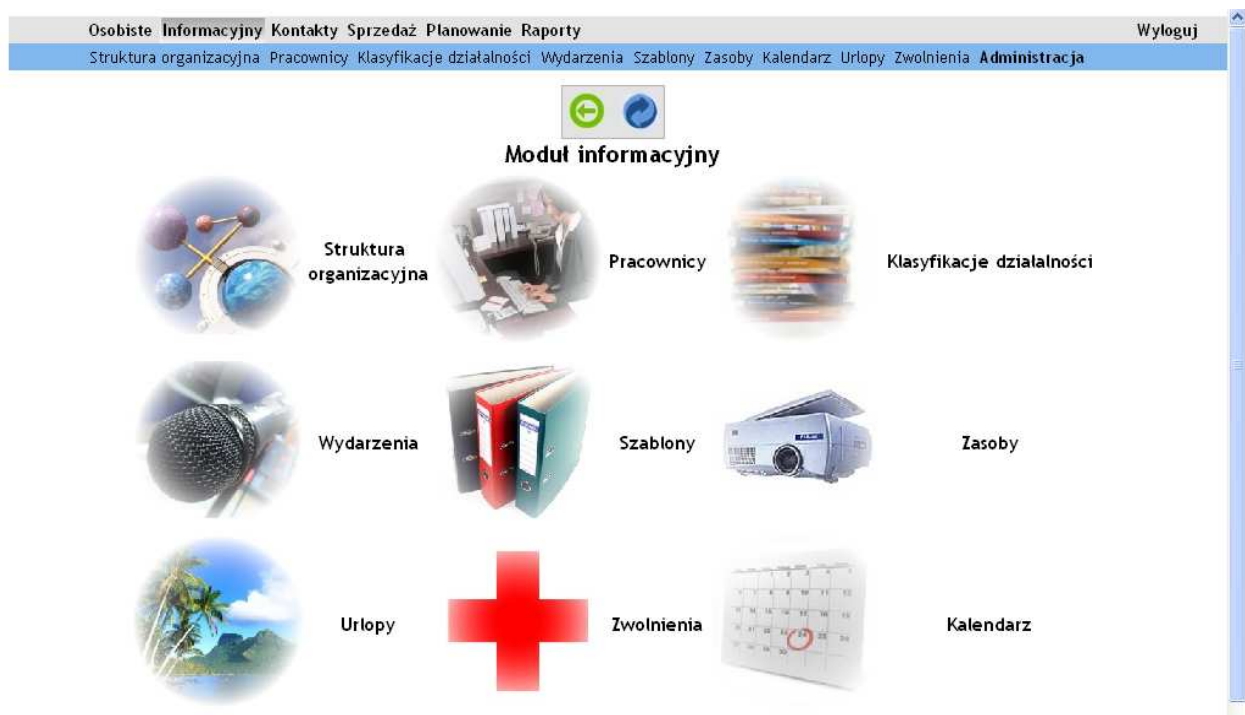 Osobiste Informacyjny Kontakty Sprzedaż Planowanie Raporty Wyloguj
Struktura organizacyjna Pracownicy Klasyfikacje działalności Wydarzenia Szablony Zasoby Kalendarz Urlopy Zwolnienia Administracja
Moduł informacyjny
Struktura
organizacyjna
Pracownicy
Klasyfikacje działalności
Wydarzenia
Szablony
Zasoby
Urlopy
Zwolnienia
Kalendarz